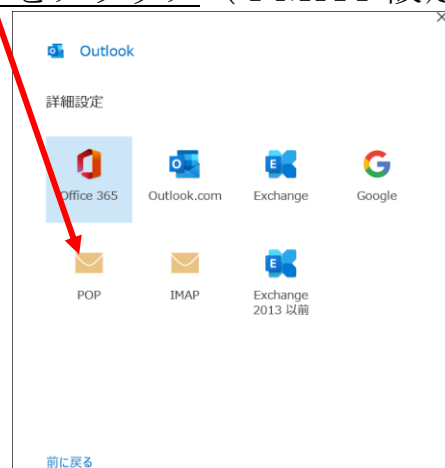 Outlook
詳細設定
Office 365
Outlook.com
Exchange
Google
POP
IMAP
Exchange
2013 以前
前に戻る